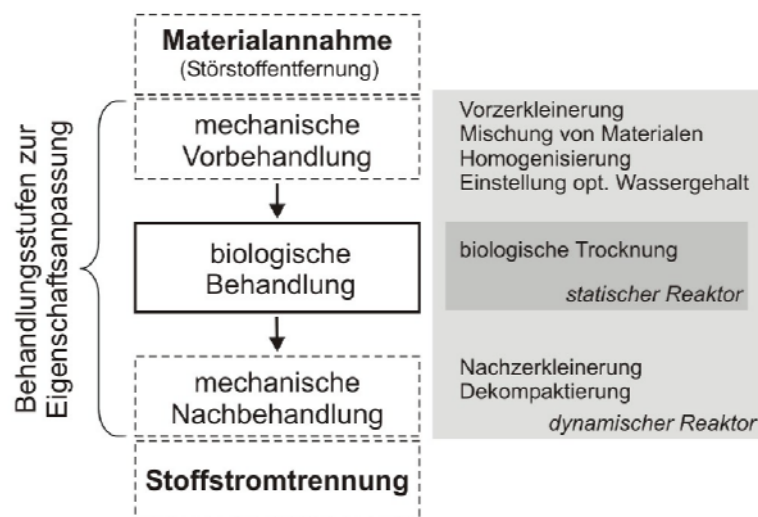 Materialannahme
(Störstoffentfernung)
Behandlungsstufen zur
Eigenschaftsanpassung
mechanische
Vorbehandlung
Vorzerkleinerung
Mischung von Materialen
Homogenisierung
Einstellung opt. Wassergehalt
biologische
Behandlung
biologische Trocknung
statischer Reaktor
mechanische
Nachbehandlung
Nachzerkleinerung
Dekompaktierung
dynamischer Reaktor
Stoffstromtrennung